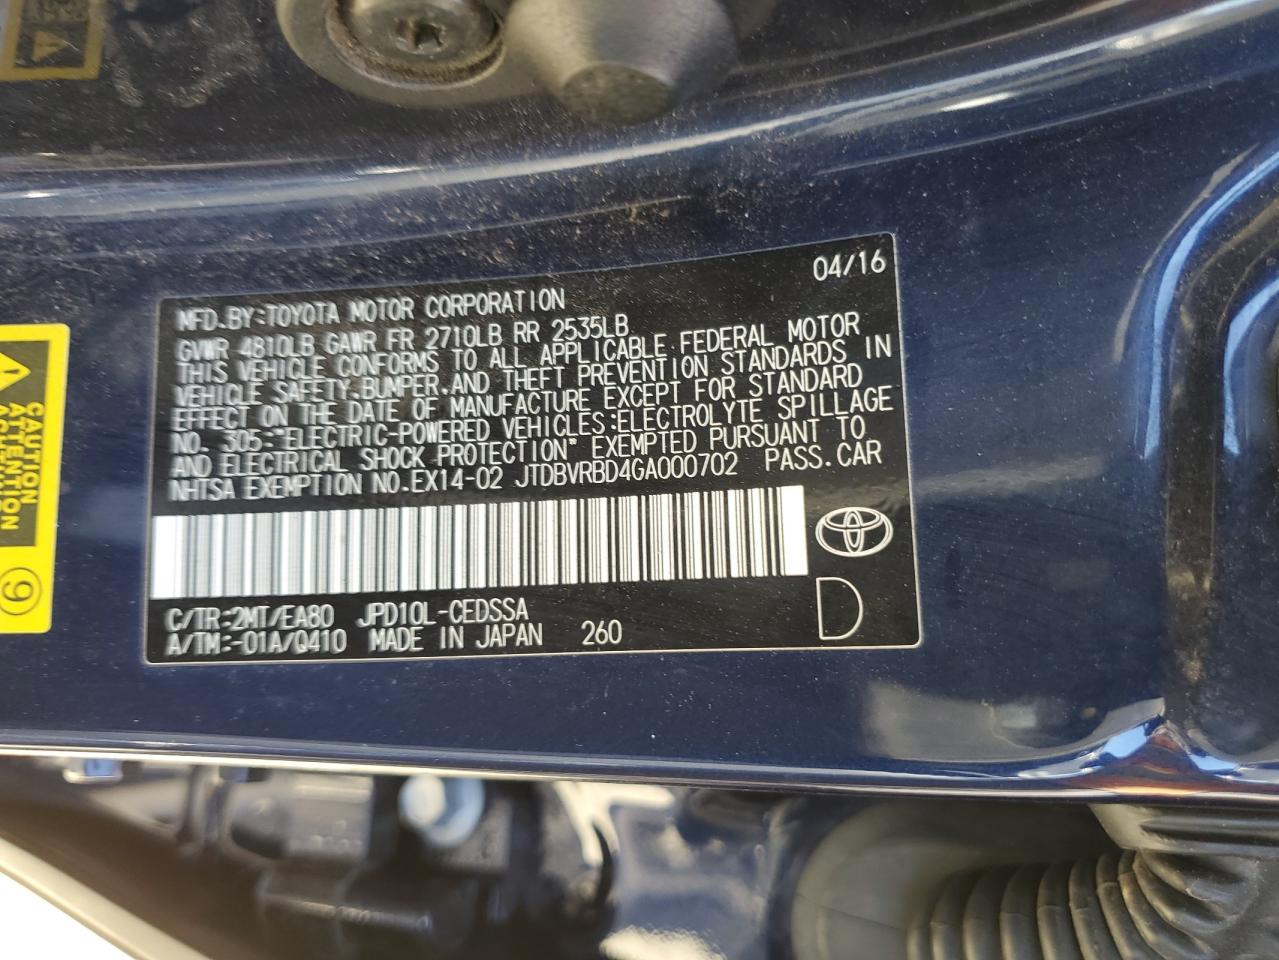 04/16
MFD.BY:TOYOTA MOTOR CORPORATION
GVWR 4810LB GAWR FR 2710LB RR 2535LB
THIS VEHICLE CONFORMS TO ALL APPLICABLE FEDERAL MOTOR
VEHICLE SAFETY,BUMPER,AND THEFT PREVENTION STANDARDS IN
EFFECT ON THE DATE OF MANUFACTURE EXCEPT FOR STANDARD
NO. 305:"ELECTRIC-POWERED VEHICLES:ELECTROLYTE SPILLAGE
AND ELECTRICAL SHOCK PROTECTION" EXEMPTED PURSUANT TO
NHTSA EXEMPTION NO.EX14-02 JTDBVRBD4GA000702 PASS.CAR
C/TR:2MT/EA80 JPD10L-CEDSSA
A/TM:-01A/Q410 MADE IN JAPAN 260
D
CAUTION
ATTENTION
9